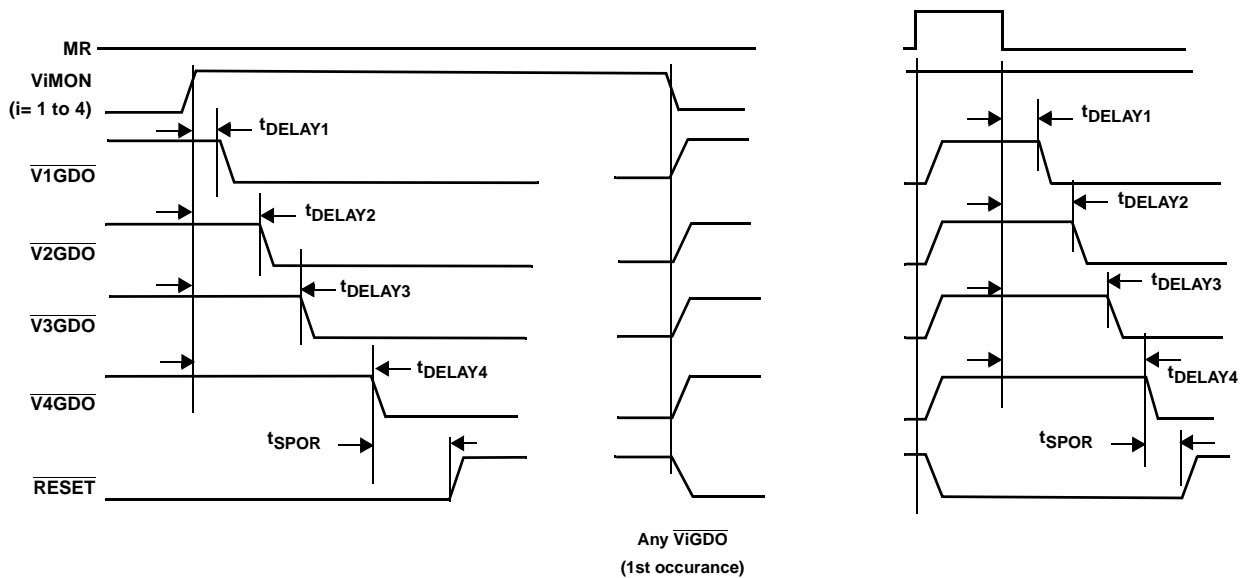 MR
ViMON
(i= 1 to 4)
tDELAY1
tDELAY1
V1GDO
tDELAY2
tDELAY2
V2GDO
tDELAY3
tDELAY3
V3GDO
tDELAY4
tDELAY4
V4GDO
tSPOR
tSPOR
RESET
Any ViGDO
(1st occurance)